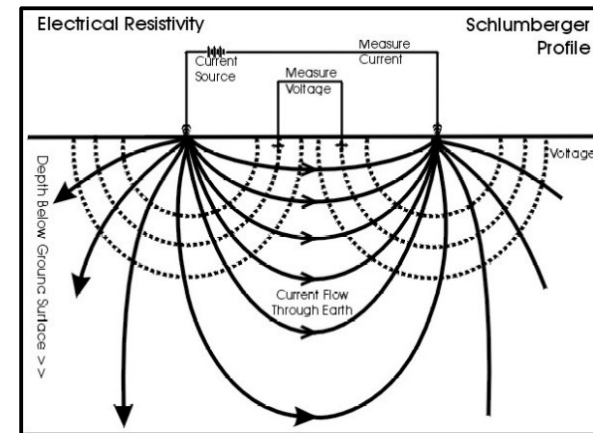 Electrical Resistivity
Schlumberger
Profile
Measure
Current
Current
Source
Measure
Voltage
Voltage
Depth Below Ground Surface >>
Current Flow
Through Earth